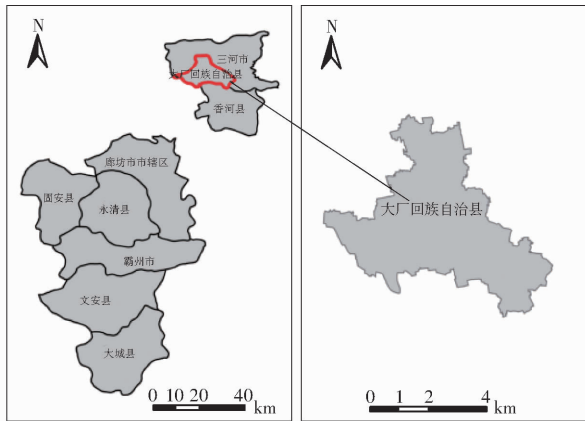 N
三河市
大厂回族自治县
香河县
廊坊市市辖区
固安县
永清县
霸州市
文安县
大城县
0 10 20 40
km
N
大厂回族自治县
0 1 2 4
km